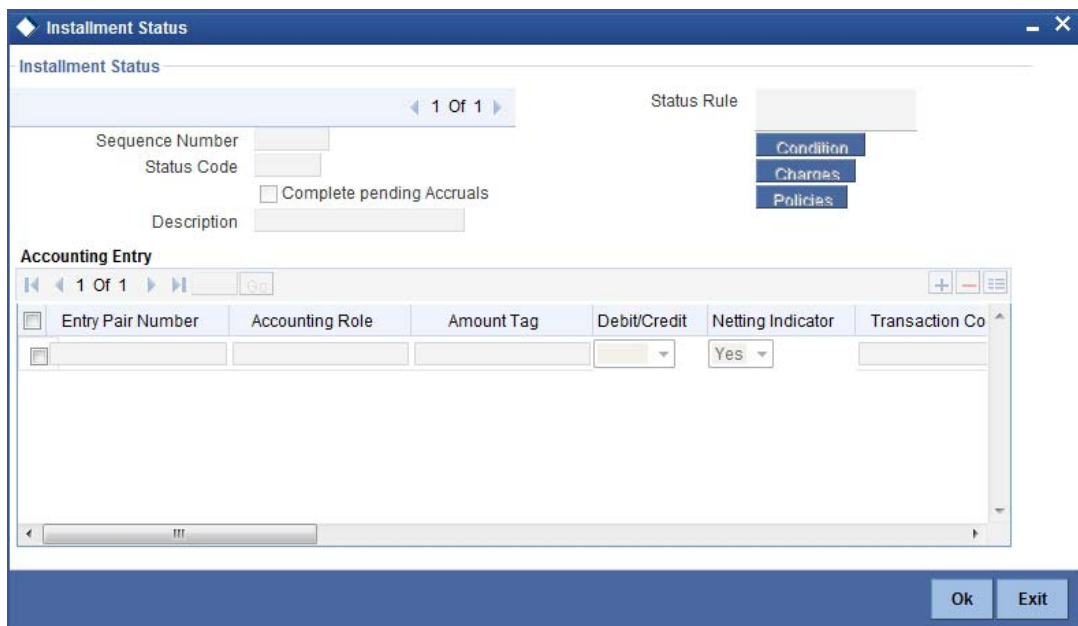 Installment Status
Installment Status
1 Of 1
Status Rule
Sequence Number
Condition
Status Code
Charges
Complete pending Accruals
Policies
Description
Accounting Entry
1 Of 1 Go
Entry Pair Number Accounting Role Amount Tag Debit/Credit Netting Indicator Transaction Co
Yes
Ok Exit